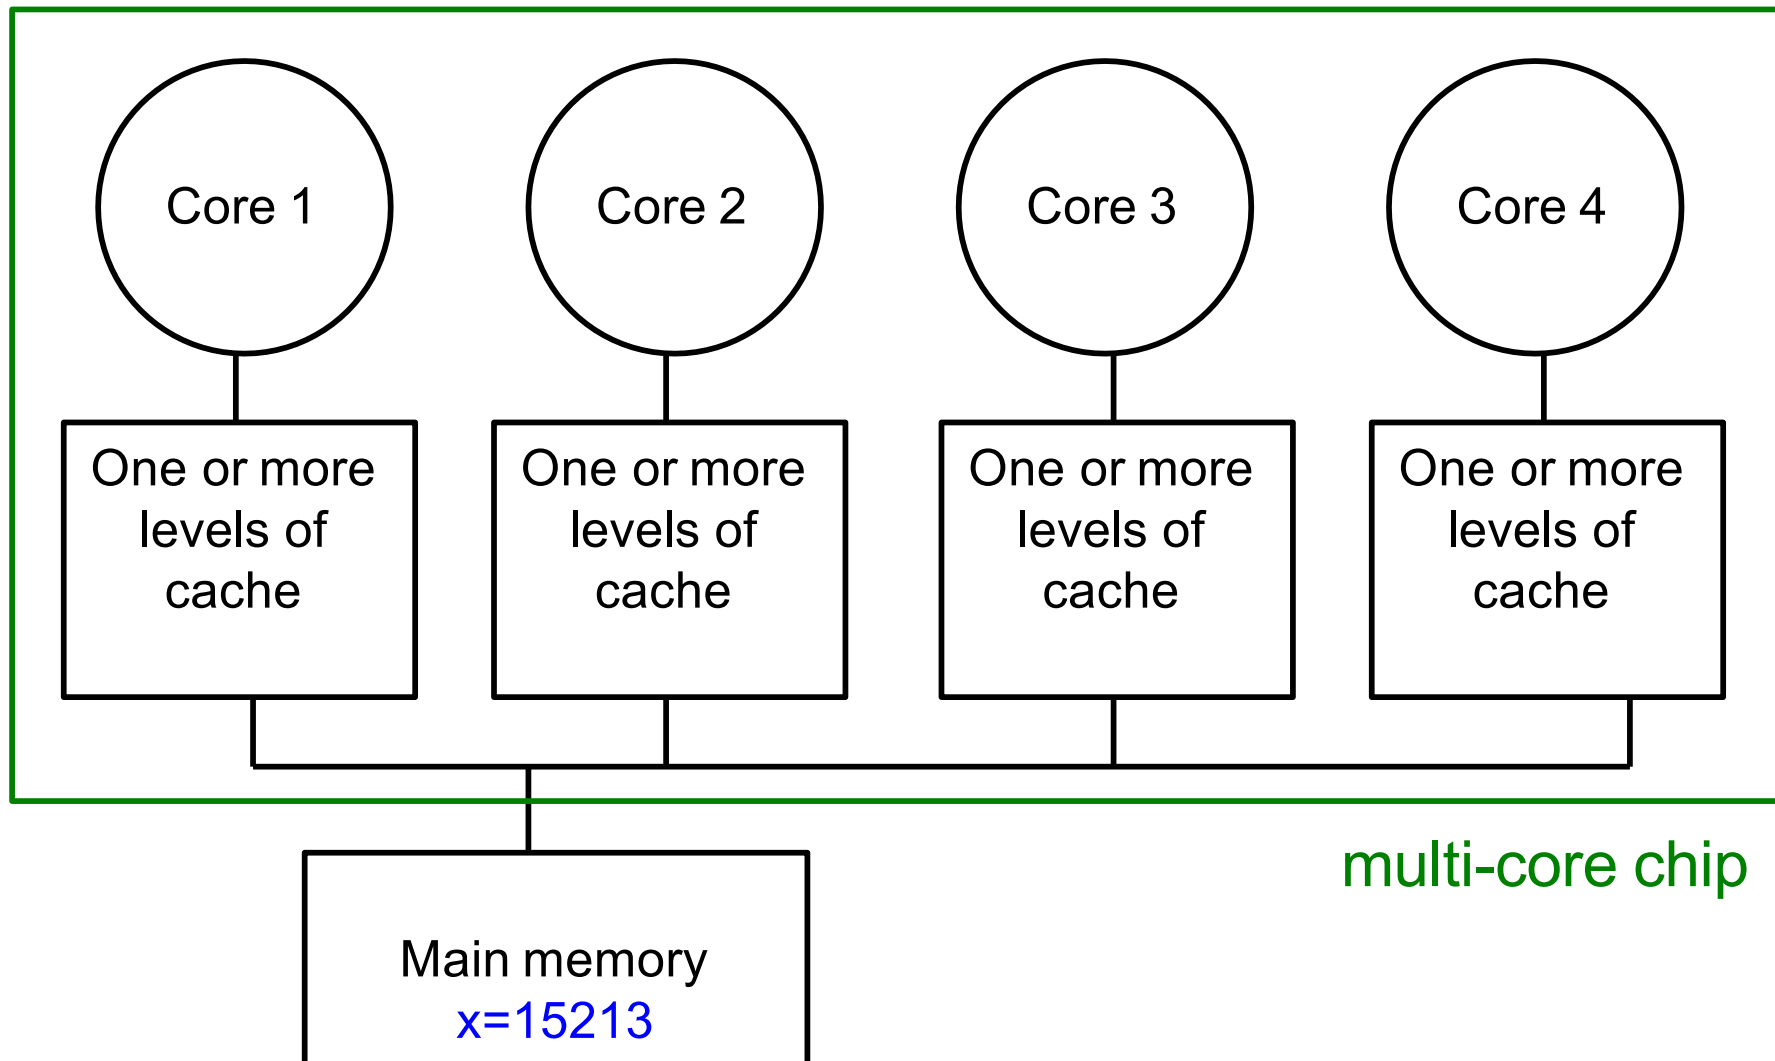 Core 1
Core 2
Core 3
Core 4
One or more
levels of
cache
One or more
levels of
cache
One or more
levels of
cache
One or more
levels of
cache
multi-core chip
Main memory
x=15213